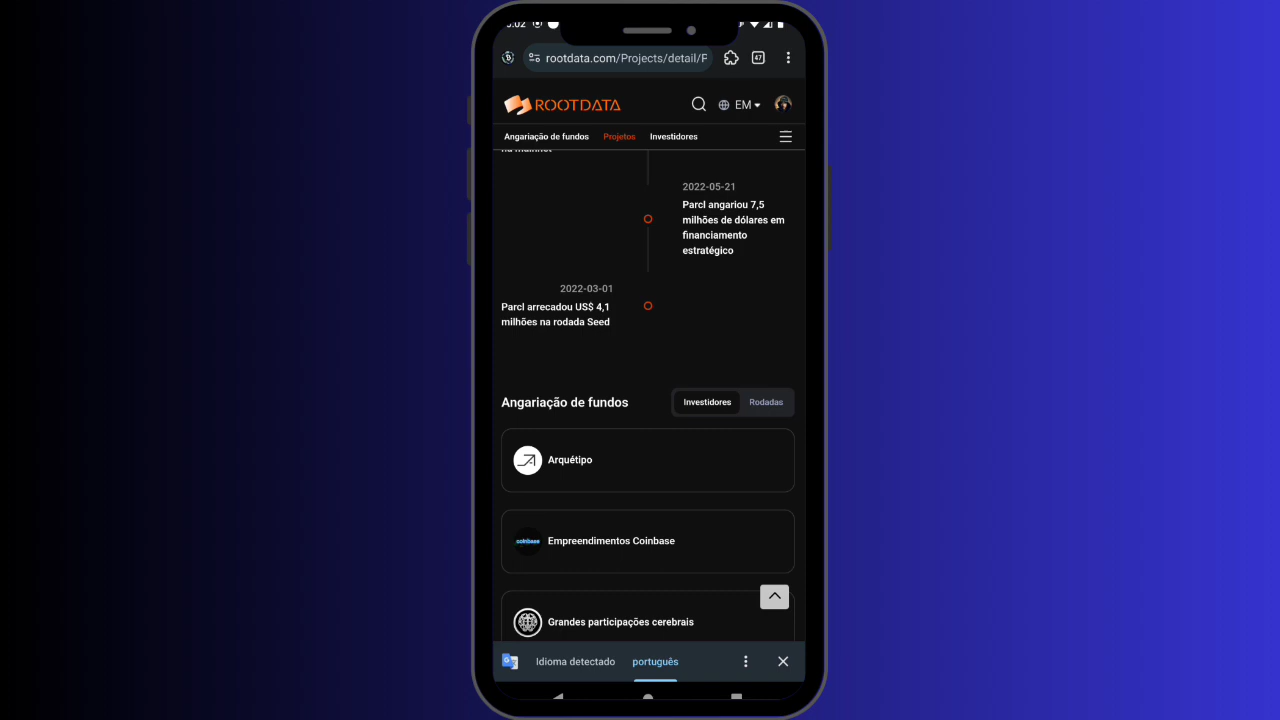 rootdata.com/Projects/detail/P
47
ROOTDATA
EM
Angariação de fundos
Projetos
Investidores
2022-05-21
Parcl angariou 7,5
milhões de dólares em
financiamento
estratégico
2022-03-01
Parcl arrecadou US$ 4,1
milhões na rodada Seed
Angariação de fundos
Investidores
Rodadas
Arquétipo
coinbase
Empreendimentos Coinbase
Grandes participações cerebrais
Idioma detectado
português